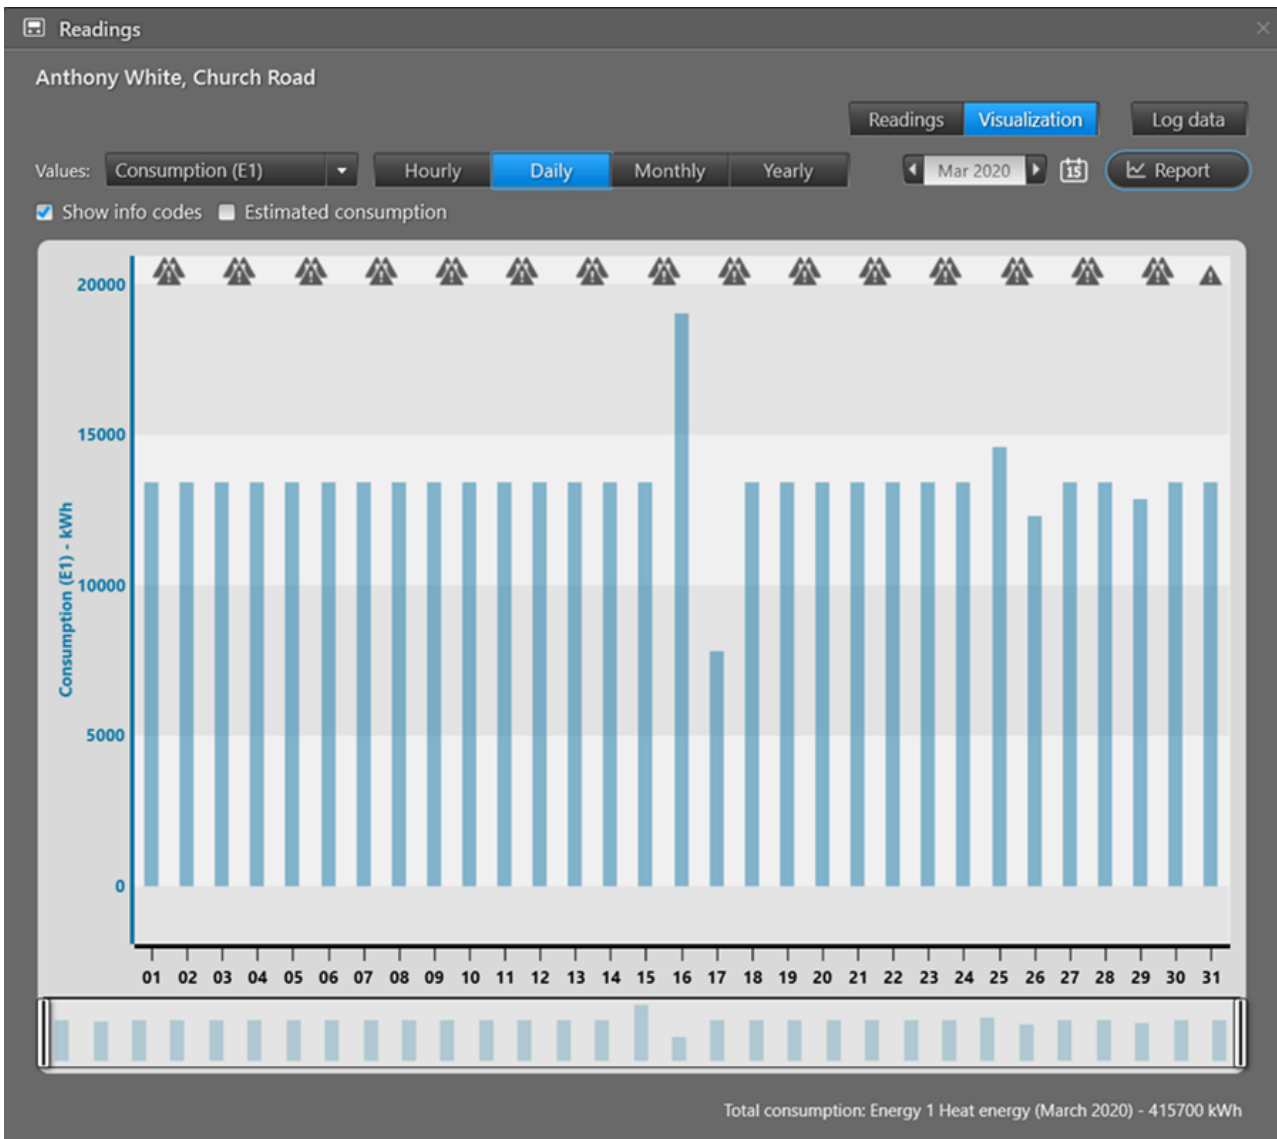 Readings
Anthony White, Church Road
Readings Visualization Log data
Values: Consumption (E1) Hourly Daily Monthly Yearly Mar 2020 15 Report
Show info codes Estimated consumption
20000
15000
10000
5000
0
Consumption (E1) - kWh
01 02 03 04 05 06 07 08 09 10 11 12 13 14 15 16 17 18 19 20 21 22 23 24 25 26 27 28 29 30 31
Total consumption: Energy 1 Heat energy (March 2020) - 415700 kWh